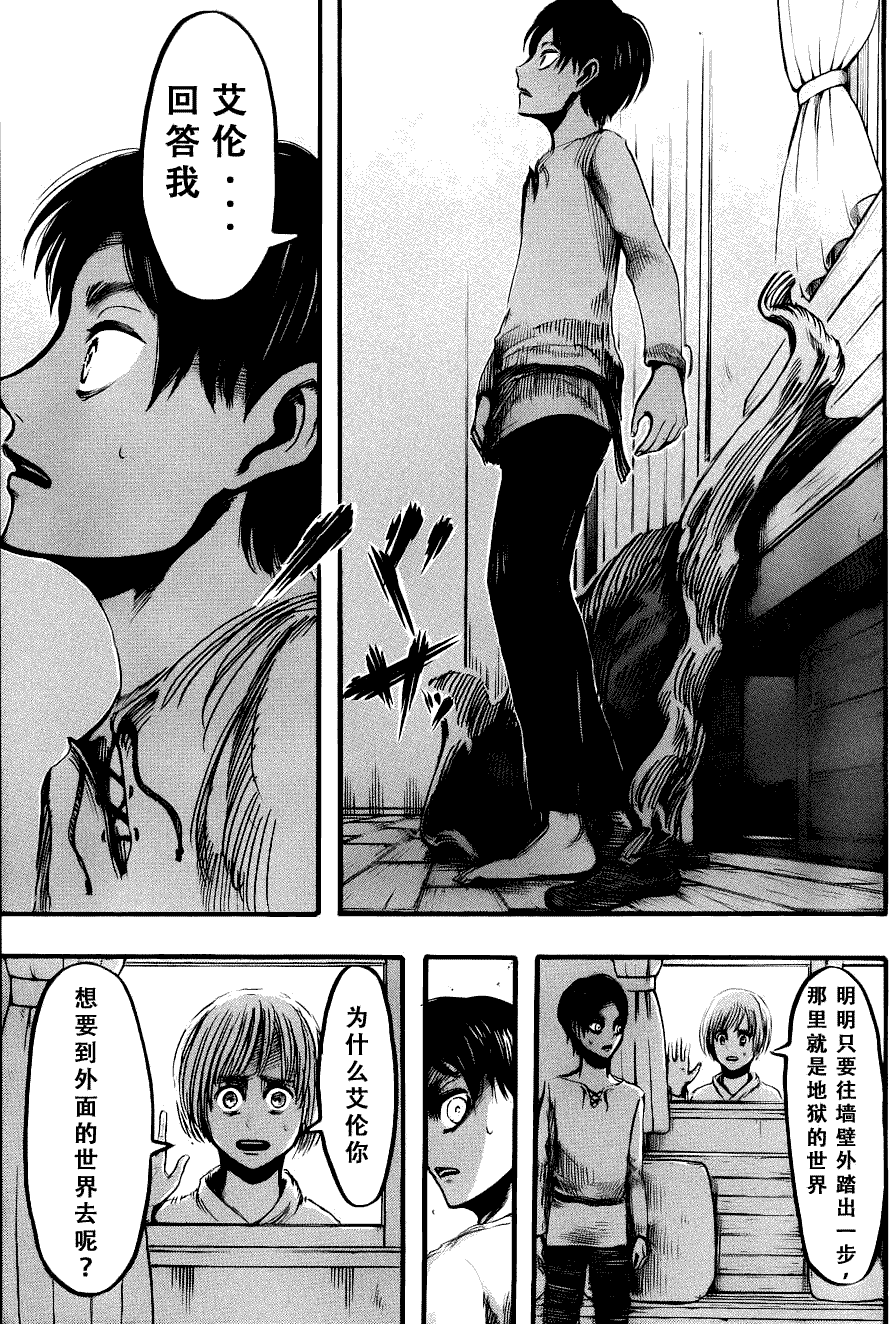 艾伦...
回答我
明明只要往墙壁外踏出一步,
那里就是地狱的世界
为什么艾伦你
想要到外面的世界去呢?